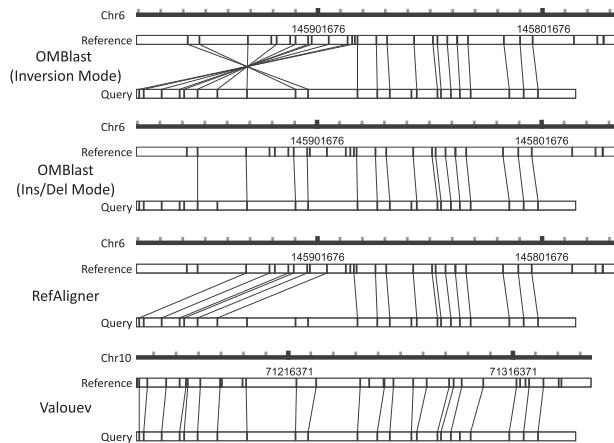 Chr6
145901676 145801676
Reference
OMBlast
(Inversion Mode)
Query
Chr6
145901676 145801676
Reference
OMBlast
(Ins/Del Mode)
Query
Chr6
145901676 145801676
Reference
RefAligner
Query
Chr10
71216371 71316371
Reference
Valouev
Query